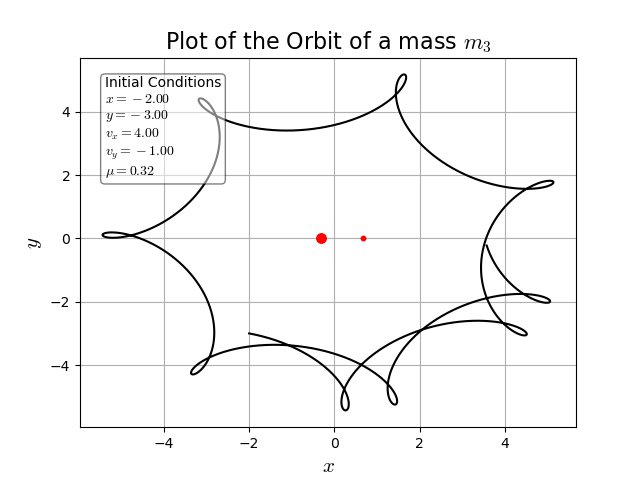 Plot of the Orbit of a mass m₃
Initial Conditions
x = −2.00
y = −3.00
vₓ = 4.00
v_y = −1.00
μ = 0.32
4
2
0
−2
−4
y
−4
−2
0
2
4
x